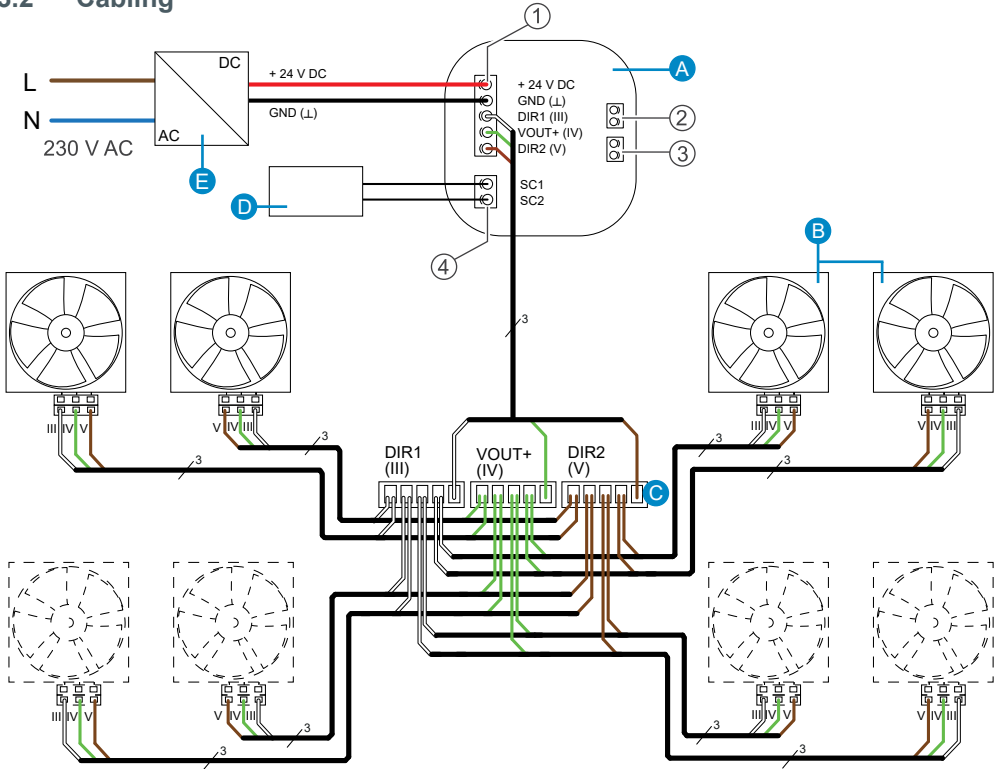 3.2 Cabling
1
L
N
230 V AC
DC
AC
E
+ 24 V DC
GND (⊥)
A
+ 24 V DC
GND (⊥)
DIR1 (III)
VOUT+ (IV)
DIR2 (V)
2
3
D
SC1
SC2
4
B
3
III IV V
V IV III
III IV V
V IV III
3
3
3
3
DIR1
(III)
VOUT+
(IV)
DIR2
(V)
C
III IV V
V IV III
III IV V
V IV III
3
3
3
3